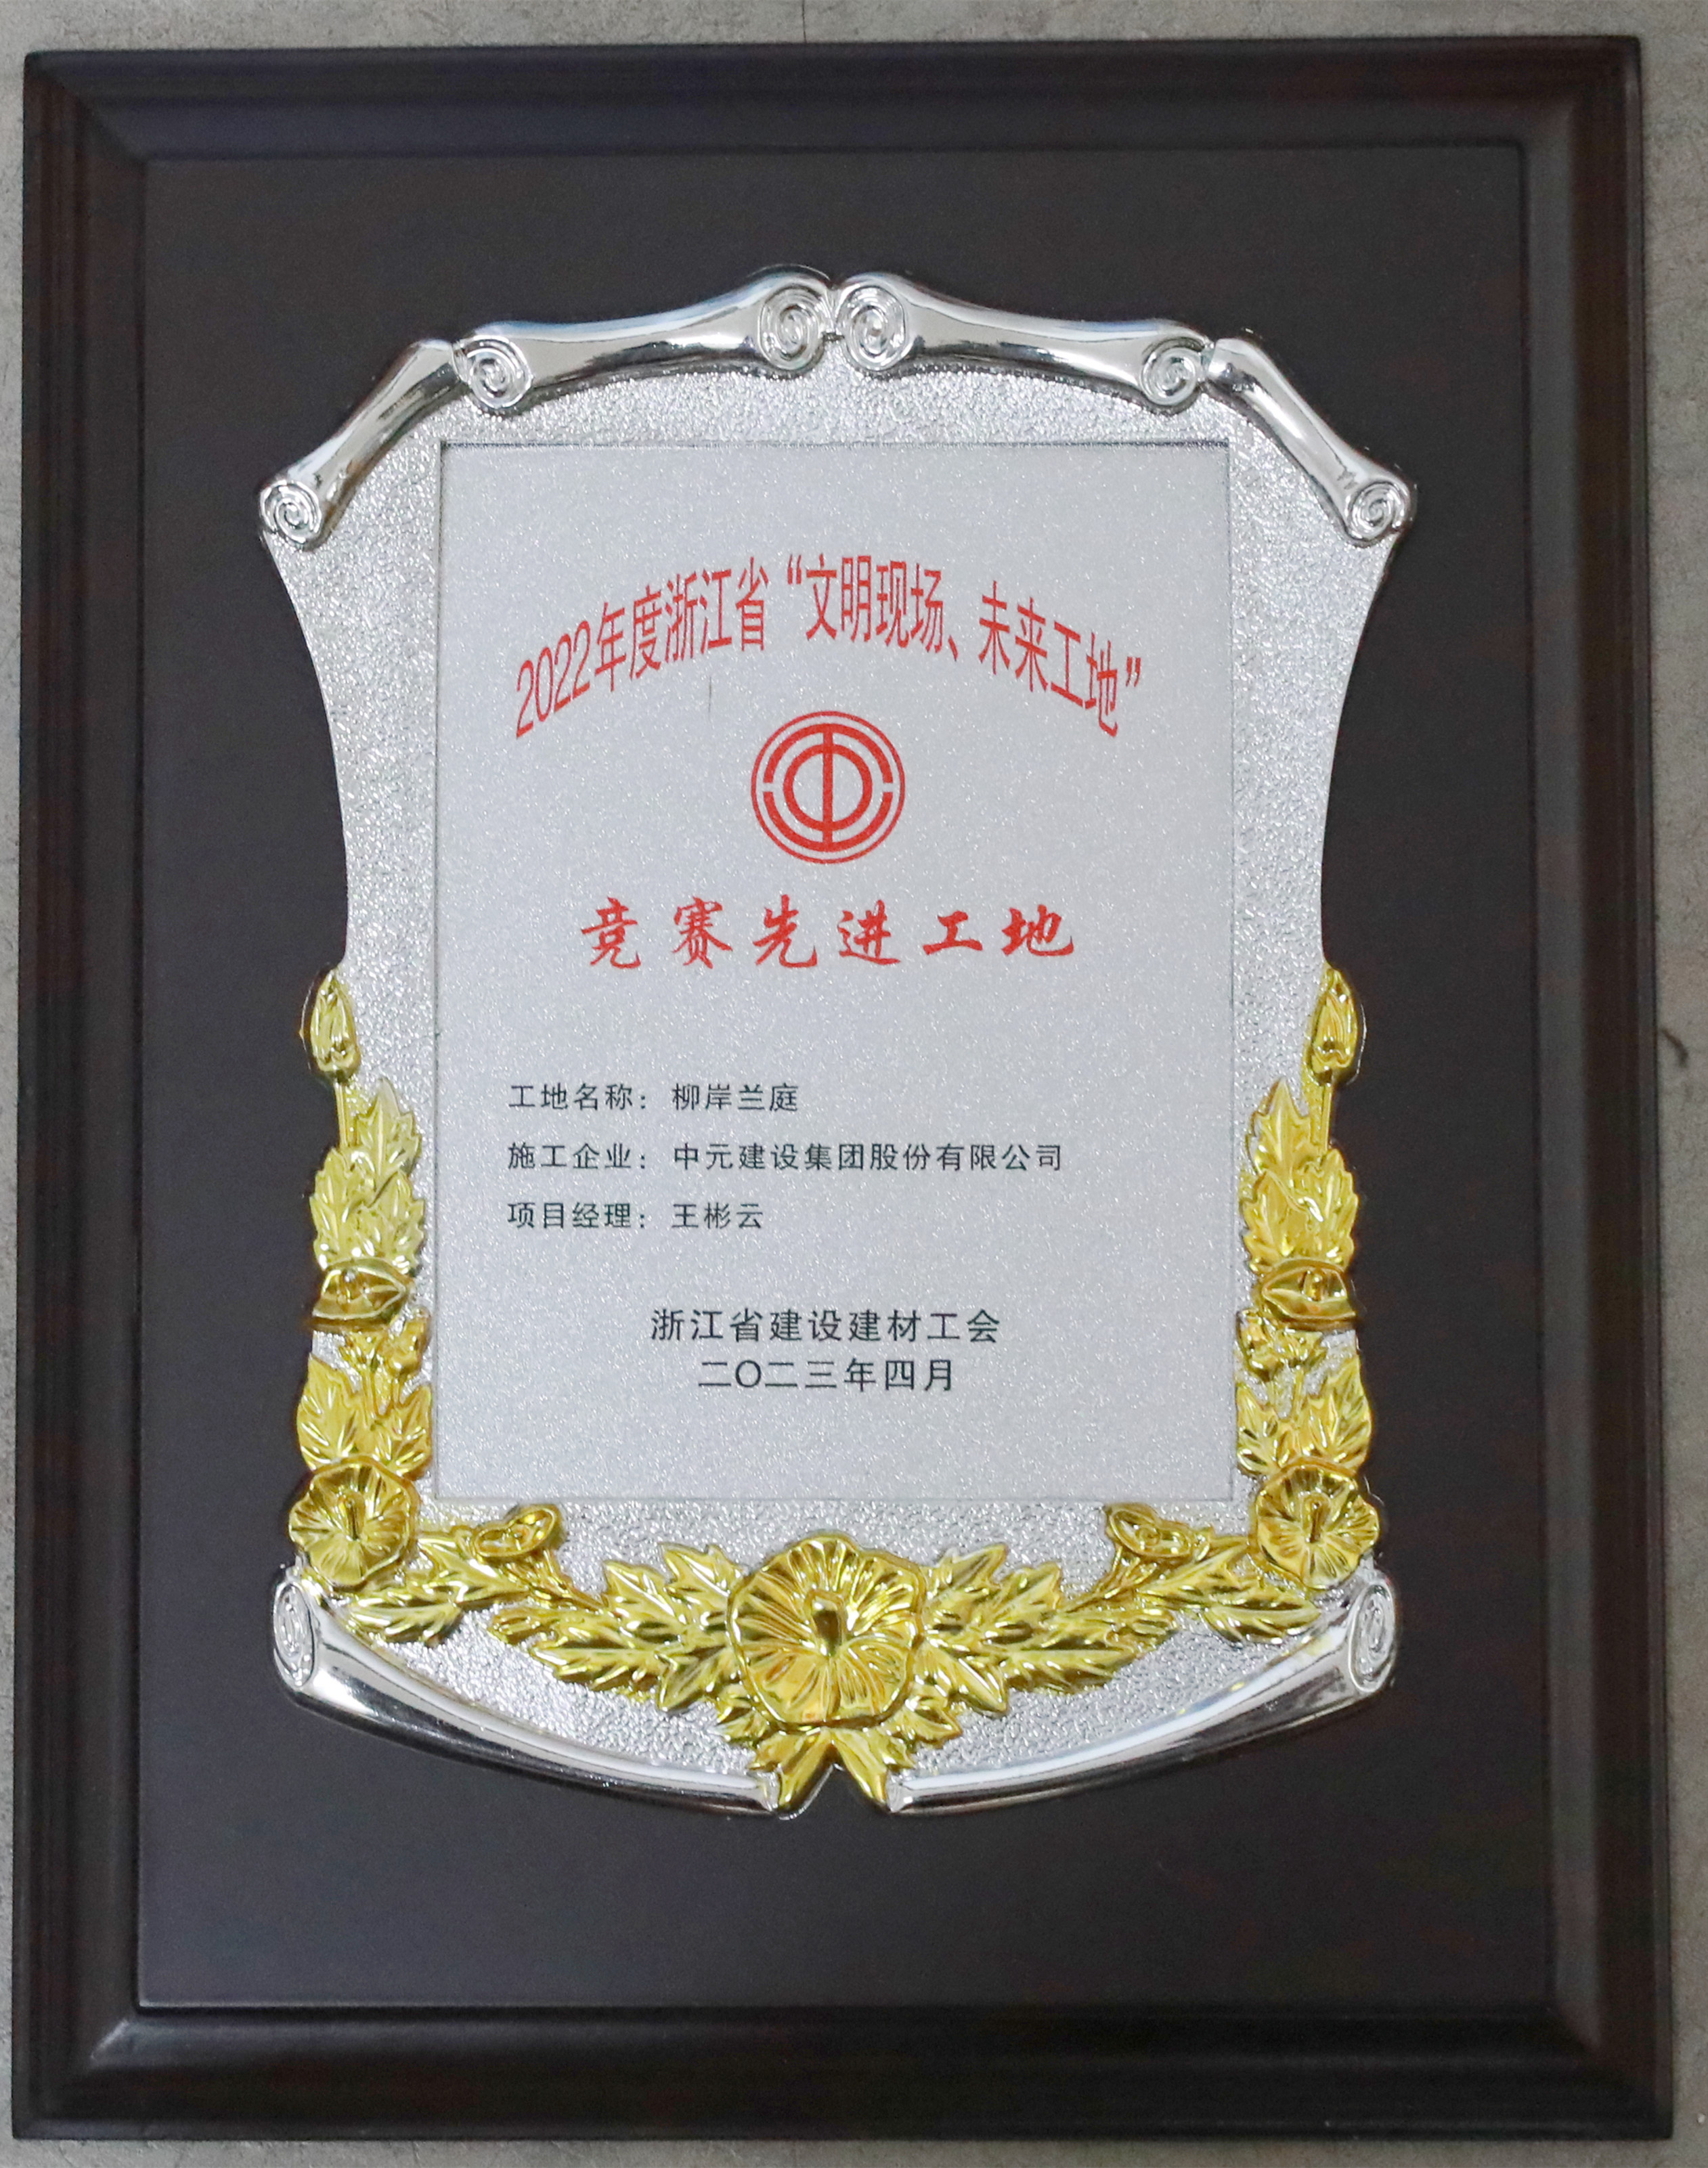 2022年度浙江省“文明现场、未来工地”
竞赛先进工地
工地名称：柳岸兰庭
施工企业：中元建设集团股份有限公司
项目经理：王彬云
浙江省建设建材工会
二〇二三年四月